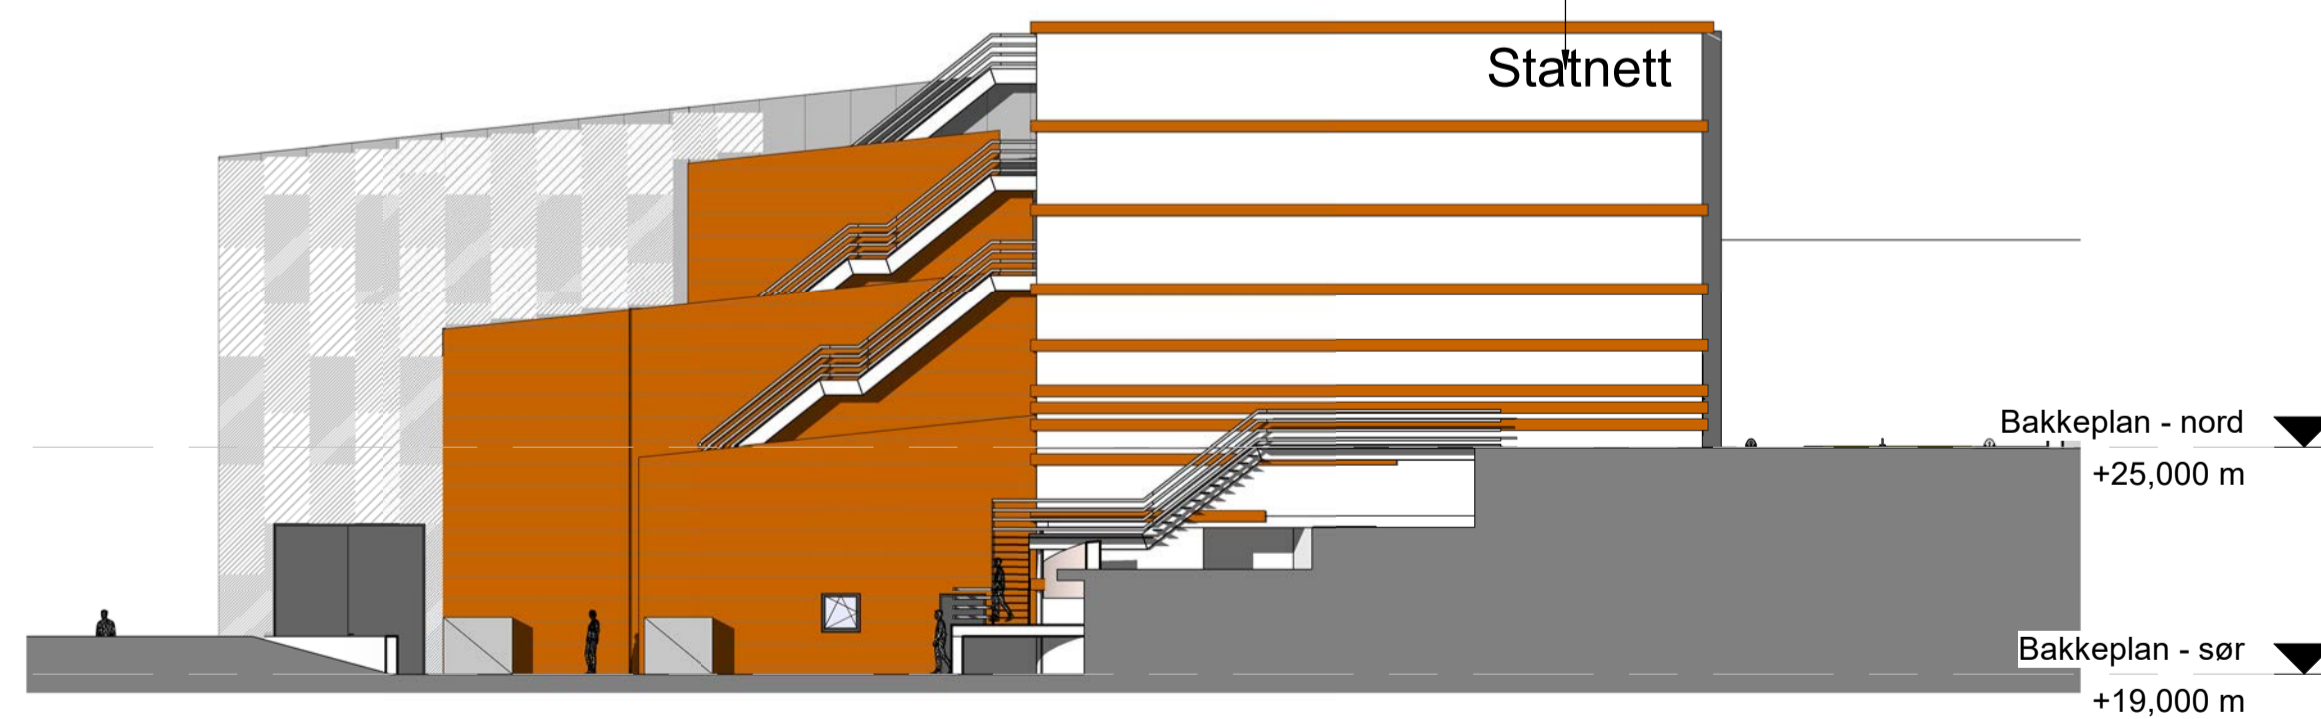 Statnett
Bakkeplan - nord
+25,000 m
Bakkeplan - sør
+19,000 m